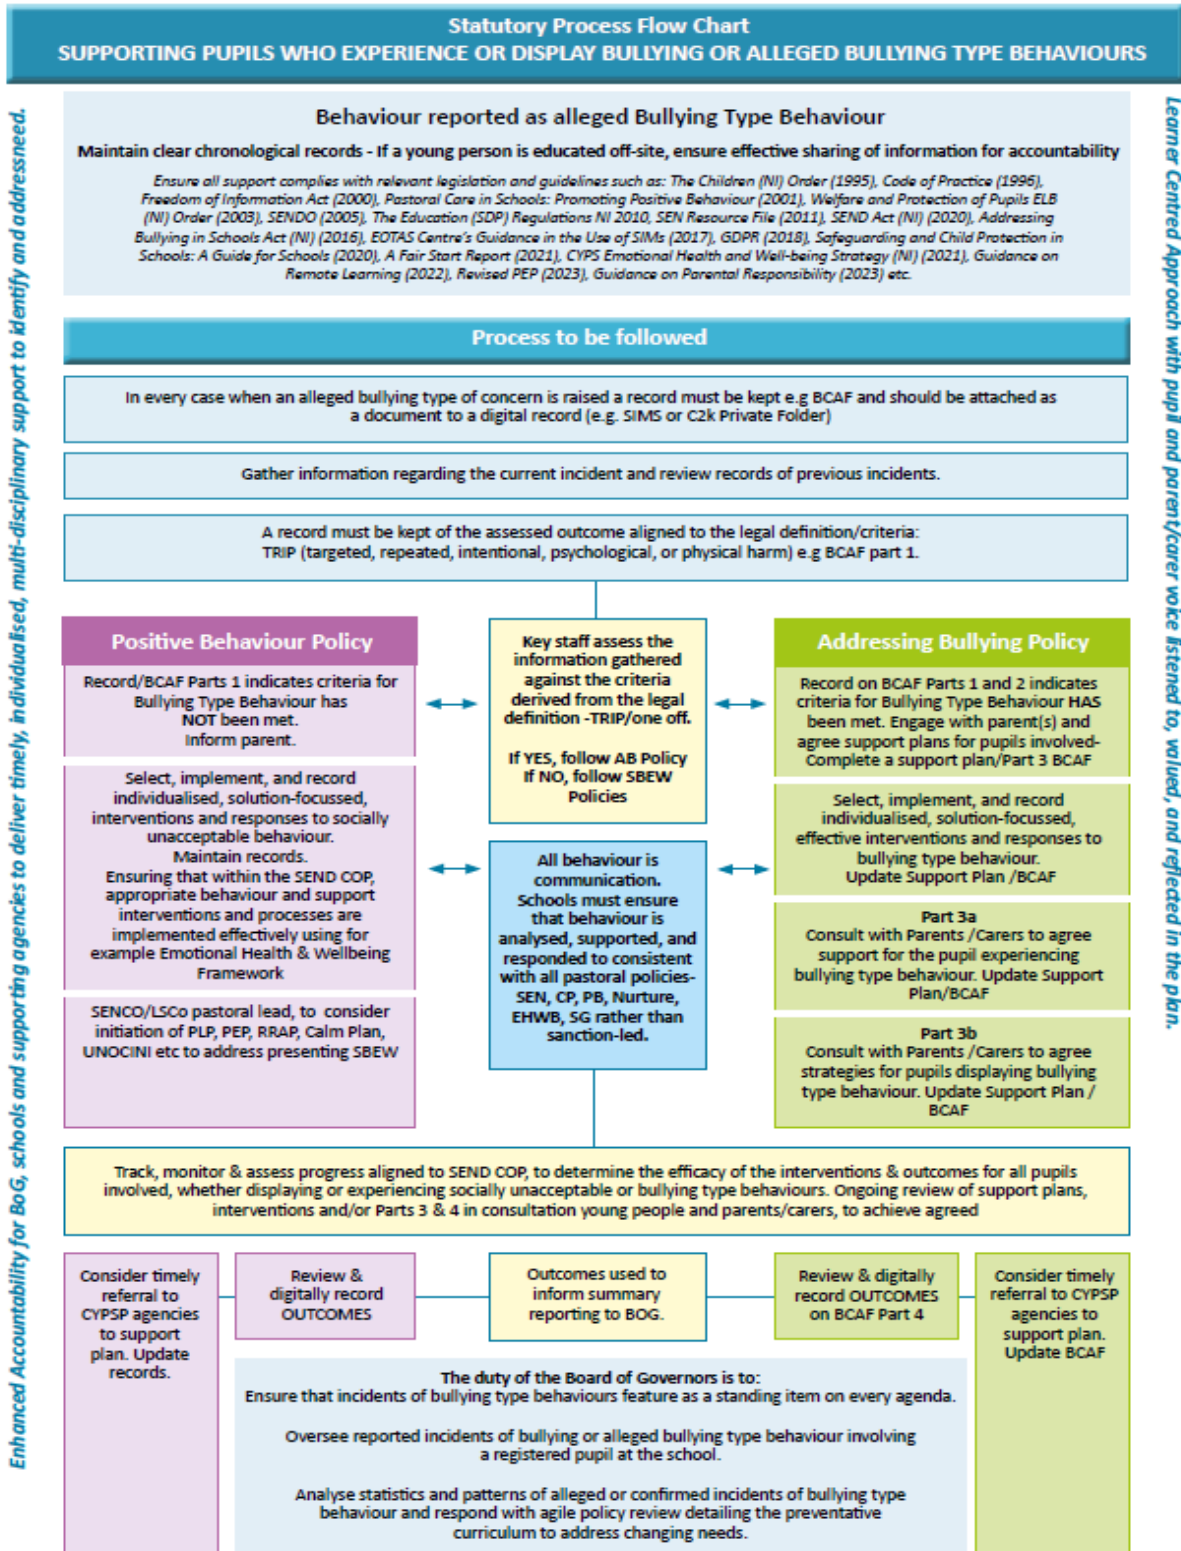 Statutory Process Flow Chart
SUPPORTING PUPILS WHO EXPERIENCE OR DISPLAY BULLYING OR ALLEGED BULLYING TYPE BEHAVIOURS
Enhanced Accountability for BoG, schools and supporting agencies to deliver timely, individualised, multi-disciplinary support to identify and addressneed.
Learner Centred Approach with pupil and parent/carer voice listened to, valued, and reflected in the plan.
Behaviour reported as alleged Bullying Type Behaviour
Maintain clear chronological records - If a young person is educated off-site, ensure effective sharing of information for accountability
Ensure all support complies with relevant legislation and guidelines such as: The Children (NI) Order (1995), Code of Practice (1996),
Freedom of Information Act (2000), Pastoral Care in Schools: Promoting Positive Behaviour (2001), Welfare and Protection of Pupils ELB
(NI) Order (2003), SENDO (2005), The Education (SDP) Regulations NI 2010, SEN Resource File (2011), SEND Act (NI) (2020), Addressing
Bullying in Schools Act (NI) (2016), EOTAS Centre's Guidance in the Use of SIMs (2017), GDPR (2018), Safeguarding and Child Protection in
Schools: A Guide for Schools (2020), A Fair Start Report (2021), CYPS Emotional Health and Well-being Strategy (NI) (2021), Guidance on
Remote Learning (2022), Revised PEP (2023), Guidance on Parental Responsibility (2023) etc.
Process to be followed
In every case when an alleged bullying type of concern is raised a record must be kept e.g BCAF and should be attached as
a document to a digital record (e.g. SIMS or C2k Private Folder)
Gather information regarding the current incident and review records of previous incidents.
A record must be kept of the assessed outcome aligned to the legal definition/criteria:
TRIP (targeted, repeated, intentional, psychological, or physical harm) e.g BCAF part 1.
Positive Behaviour Policy
Record/BCAF Parts 1 indicates criteria for
Bullying Type Behaviour has
NOT been met.
Inform parent.
Select, implement, and record
individualised, solution-focussed,
interventions and responses to socially
unacceptable behaviour.
Maintain records.
Ensuring that within the SEND COP,
appropriate behaviour and support
interventions and processes are
implemented effectively using for
example Emotional Health & Wellbeing
Framework
SENCO/LSCo pastoral lead, to consider
initiation of PLP, PEP, RRAP, Calm Plan,
UNOCINI etc to address presenting SBEW
Key staff assess the
information gathered
against the criteria
derived from the legal
definition -TRIP/one off.
If YES, follow AB Policy
If NO, follow SBEW
Policies
All behaviour is
communication.
Schools must ensure
that behaviour is
analysed, supported, and
responded to consistent
with all pastoral policies-
SEN, CP, PB, Nurture,
EHWB, SG rather than
sanction-led.
Addressing Bullying Policy
Record on BCAF Parts 1 and 2 indicates
criteria for Bullying Type Behaviour HAS
been met. Engage with parent(s) and
agree support plans for pupils involved-
Complete a support plan/Part 3 BCAF
Select, implement, and record
individualised, solution-focussed,
effective interventions and responses to
bullying type behaviour.
Update Support Plan /BCAF
Part 3a
Consult with Parents /Carers to agree
support for the pupil experiencing
bullying type behaviour. Update Support
Plan/BCAF
Part 3b
Consult with Parents /Carers to agree
strategies for pupils displaying bullying
type behaviour. Update Support Plan /
BCAF
Track, monitor & assess progress aligned to SEND COP, to determine the efficacy of the interventions & outcomes for all pupils
involved, whether displaying or experiencing socially unacceptable or bullying type behaviours. Ongoing review of support plans,
interventions and/or Parts 3 & 4 in consultation young people and parents/carers, to achieve agreed
Consider timely
referral to
CYPSP agencies
to support
plan. Update
records.
Review &
digitally record
OUTCOMES
Outcomes used to
inform summary
reporting to BOG.
Review & digitally
record OUTCOMES
on BCAF Part 4
Consider timely
referral to CYPSP
agencies to
support plan.
Update BCAF
The duty of the Board of Governors is to:
Ensure that incidents of bullying type behaviours feature as a standing item on every agenda.
Oversee reported incidents of bullying or alleged bullying type behaviour involving
a registered pupil at the school.
Analyse statistics and patterns of alleged or confirmed incidents of bullying type
behaviour and respond with agile policy review detailing the preventative
curriculum to address changing needs.